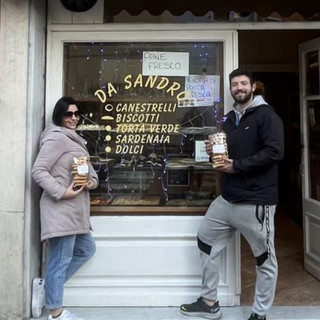 PANE
FRESCO
DA SANDRO
CANESTRELLI
BISCOTTI
TORTA VERDE
SARDENAIA
DOLCI